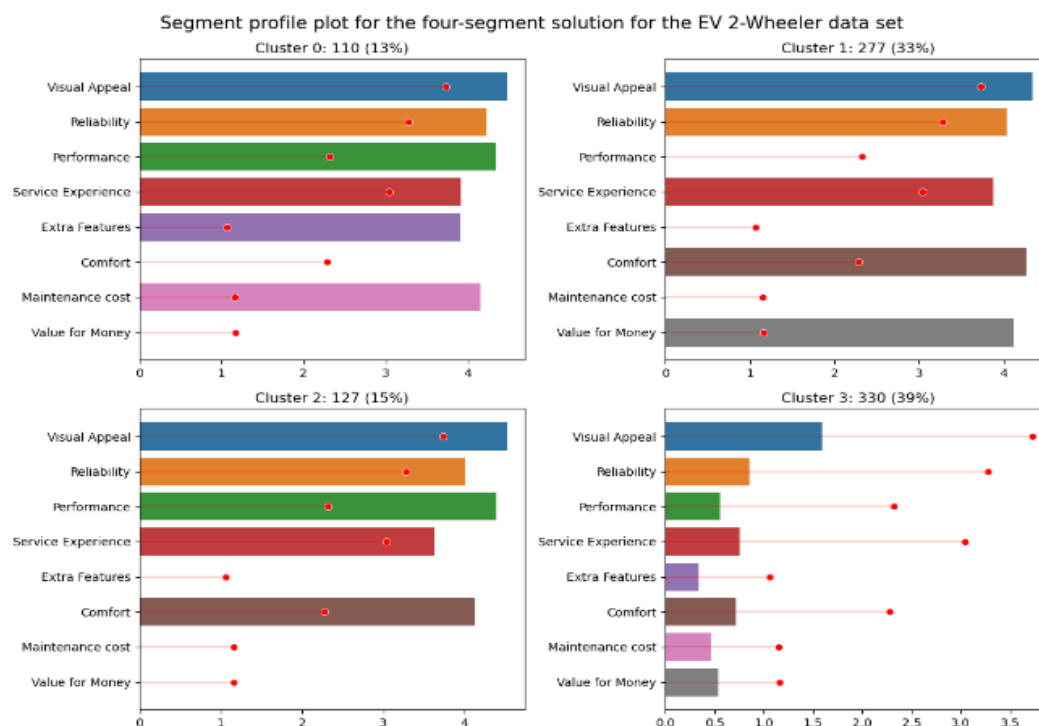 Segment profile plot for the four-segment solution for the EV 2-Wheeler data set
Cluster 0: 110 (13%)
Visual Appeal
Reliability
Performance
Service Experience
Extra Features
Comfort
Maintenance cost
Value for Money
0 1 2 3 4
Cluster 1: 277 (33%)
Visual Appeal
Reliability
Performance
Service Experience
Extra Features
Comfort
Maintenance cost
Value for Money
0 1 2 3 4
Cluster 2: 127 (15%)
Visual Appeal
Reliability
Performance
Service Experience
Extra Features
Comfort
Maintenance cost
Value for Money
0 1 2 3 4
Cluster 3: 330 (39%)
Visual Appeal
Reliability
Performance
Service Experience
Extra Features
Comfort
Maintenance cost
Value for Money
0.0 0.5 1.0 1.5 2.0 2.5 3.0 3.5